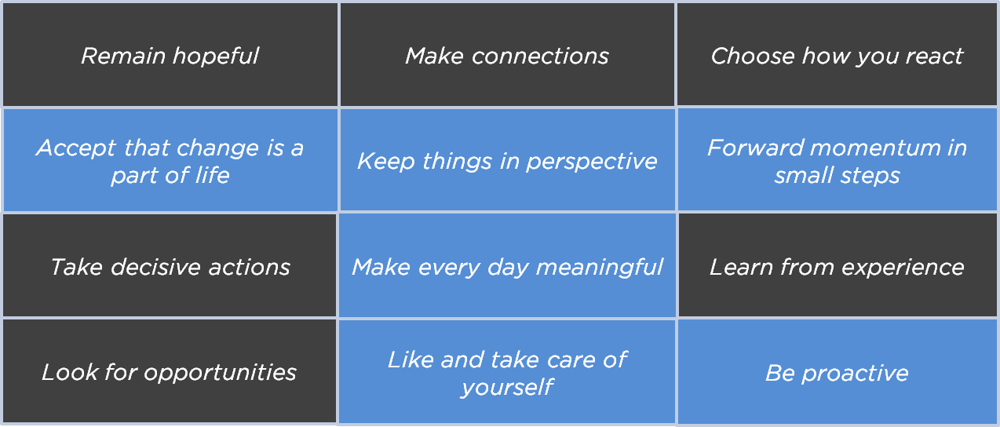 Remain hopeful
Make connections
Choose how you react
Accept that change is a
part of life
Keep things in perspective
Forward momentum in
small steps
Take decisive actions
Make every day meaningful
Learn from experience
Look for opportunities
Like and take care of
yourself
Be proactive